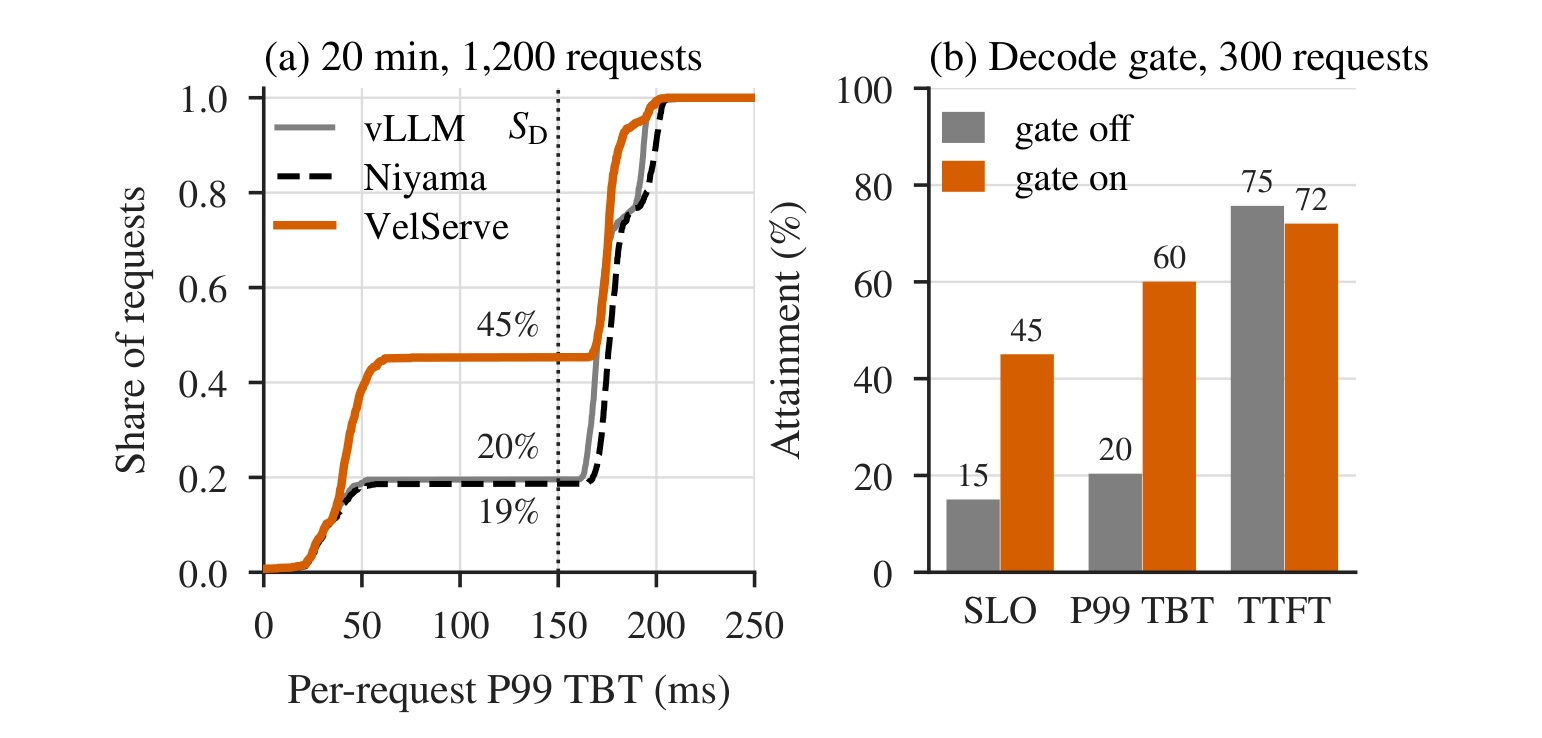 (a) 20 min, 1,200 requests
1.0
0.8
0.6
0.4
0.2
0.0
Share of requests
vLLM
Niyama
VelServe
S_D
45%
20%
19%
0 50 100 150 200 250
Per-request P99 TBT (ms)
(b) Decode gate, 300 requests
100
80
60
40
20
0
Attainment (%)
gate off
gate on
15 45 20 60 75 72
SLO P99 TBT TTFT